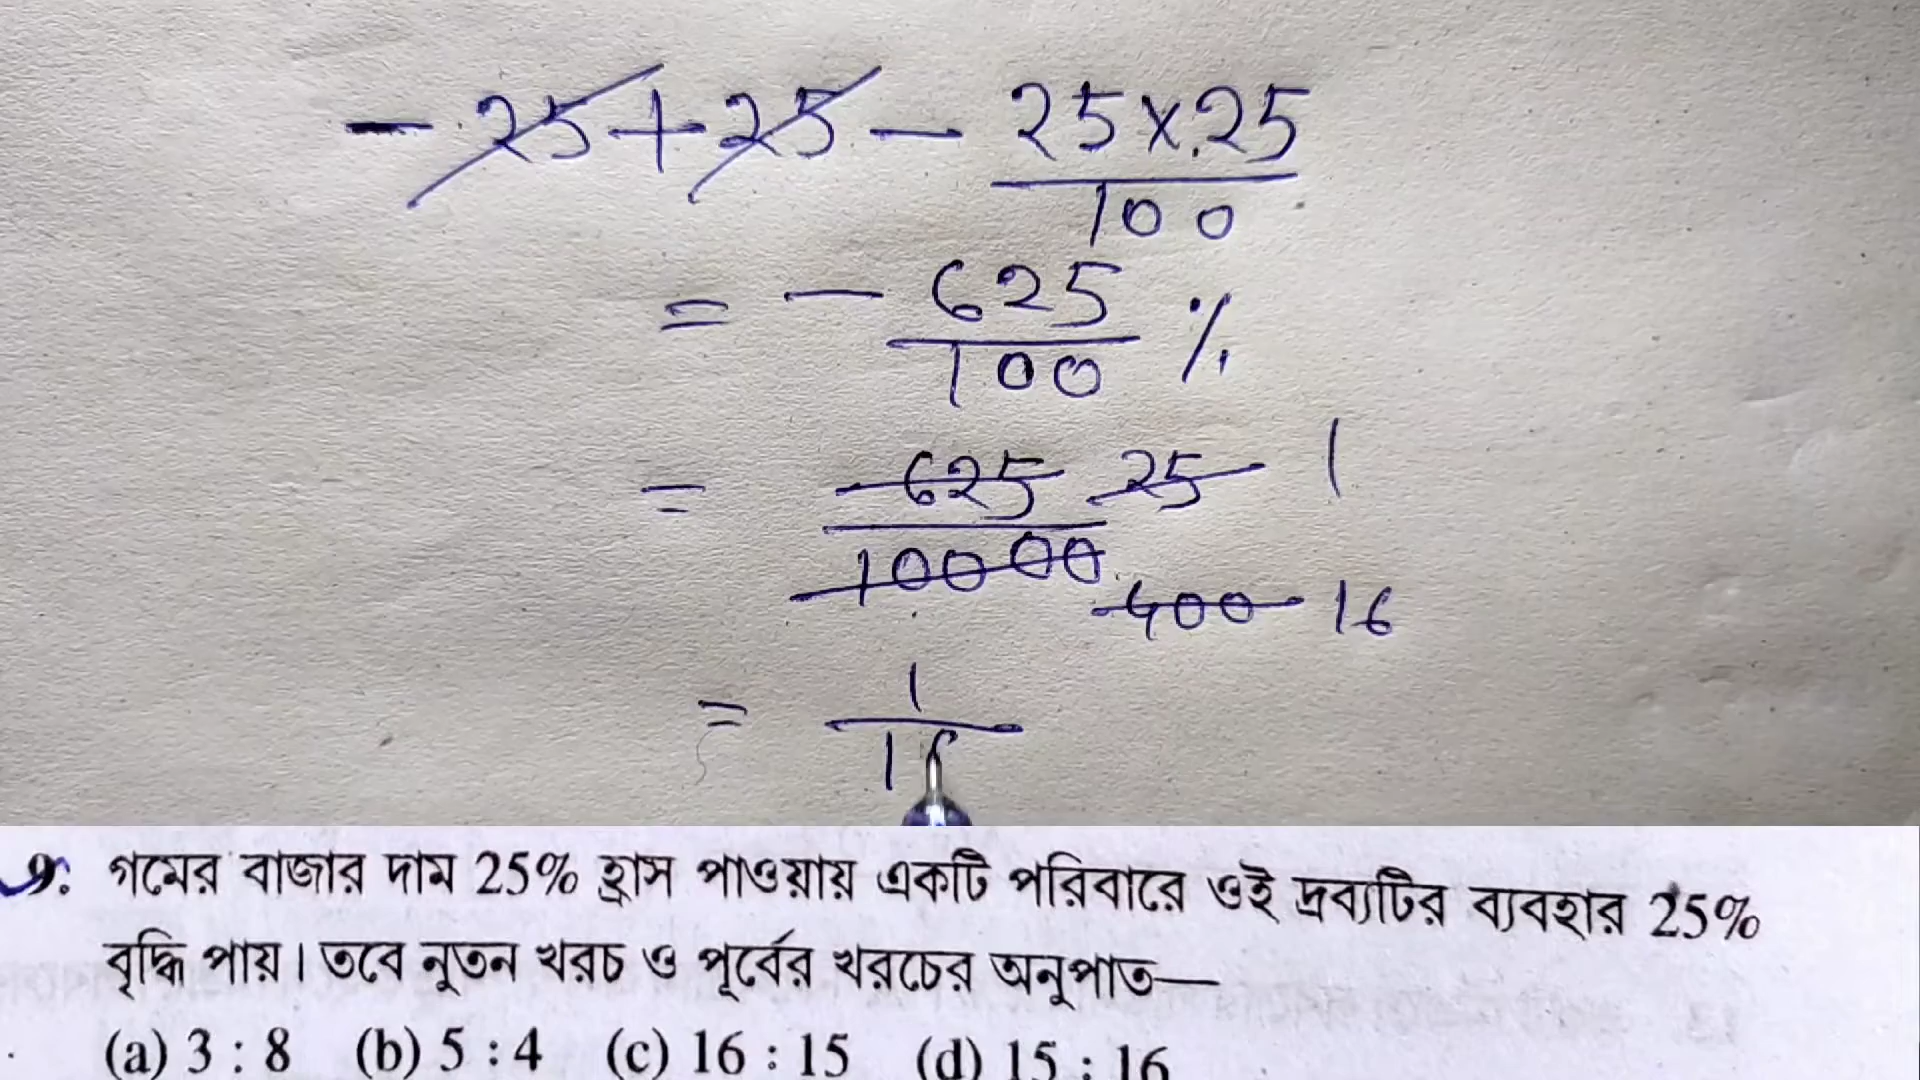 - 25 + 25 - 25×25
100
= - 625 %
100
= - 625 25 1
10000 400 16
= 1
1
9. গমের বাজার দাম 25% হ্রাস পাওয়ায় একটি পরিবারে ওই দ্রব্যটির ব্যবহার 25%
বৃদ্ধি পায়। তবে নুতন খরচ ও পূর্বের খরচের অনুপাত—
(a) 3 : 8 (b) 5 : 4 (c) 16 : 15 (d) 15 : 16